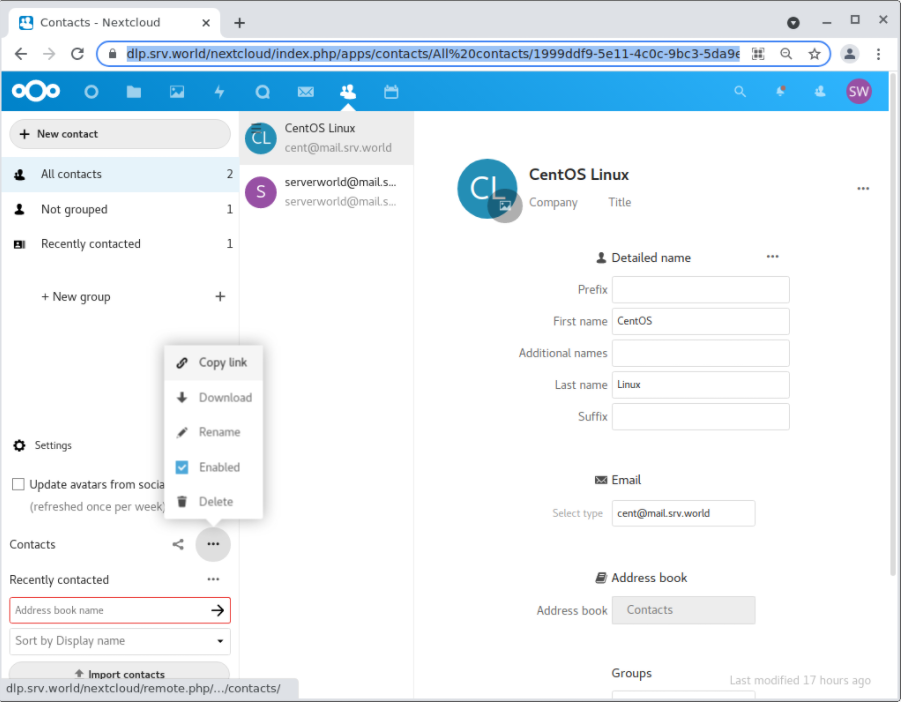 Contacts - Nextcloud
dlp.srv.world/nextcloud/index.php/apps/contacts/All%20contacts/1999ddf9-5e11-4c0c-9bc3-5da9e
SW
+ New contact
All contacts 2
Not grouped 1
Recently contacted 1
+ New group +
Copy link
Download
Rename
Enabled
Delete
Settings
Update avatars from socia
(refreshed once per week)
Contacts
Recently contacted
Address book name
Sort by Display name
Import contacts
dlp.srv.world/nextcloud/remote.php/.../contacts/
CL
CentOS Linux
cent@mail.srv.world
S
serverworld@mail.s...
serverworld@mail.s...
CL
CentOS Linux
Company Title
Detailed name
Prefix
First name CentOS
Additional names
Last name Linux
Suffix
Email
Select type cent@mail.srv.world
Address book
Address book Contacts
Groups
Last modified 17 hours ago